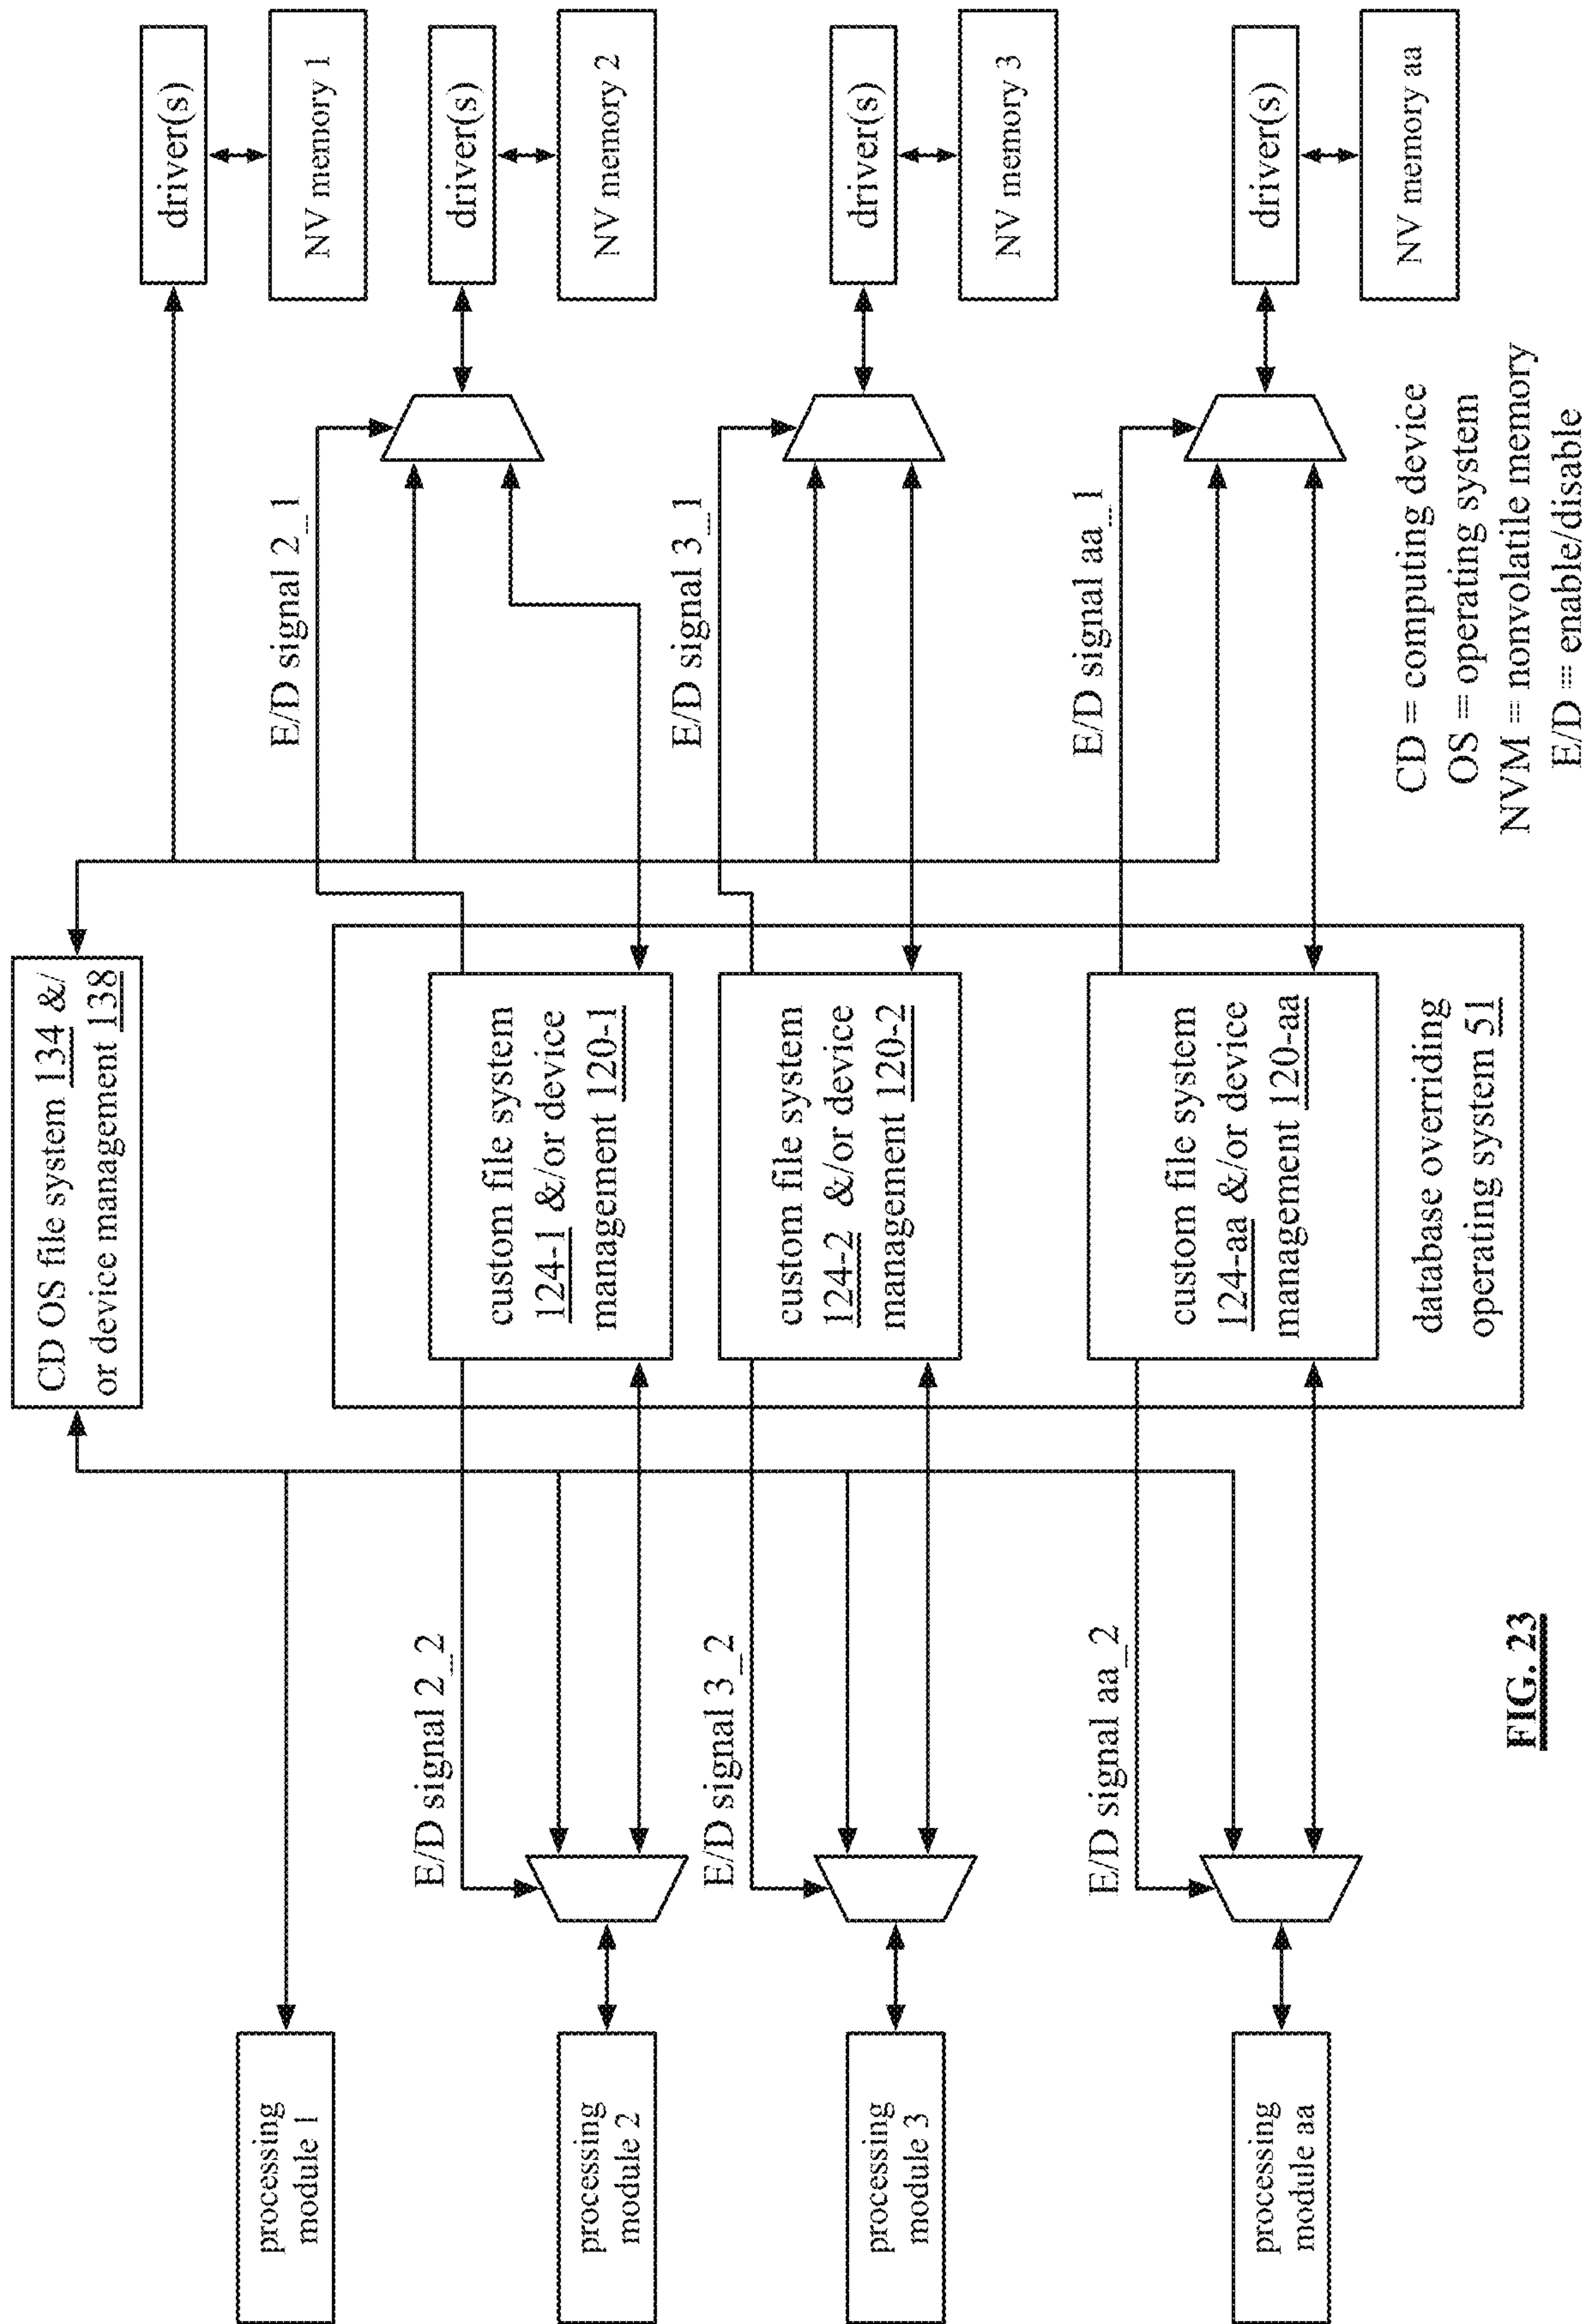 CD OS file system 134 &/
or device management 138
driver(s)
NV memory 1
processing
module 1
E/D signal 2_1
driver(s)
NV memory 2
custom file system
124-1 &/or device
management 120-1
E/D signal 2_2
processing
module 2
E/D signal 3_1
driver(s)
NV memory 3
custom file system
124-2 &/or device
management 120-2
E/D signal 3_2
processing
module 3
E/D signal aa_1
driver(s)
NV memory aa
custom file system
124-aa &/or device
management 120-aa
E/D signal aa_2
processing
module aa
database overriding
operating system 51
CD = computing device
OS = operating system
NVM = nonvolatile memory
E/D = enable/disable
FIG. 23